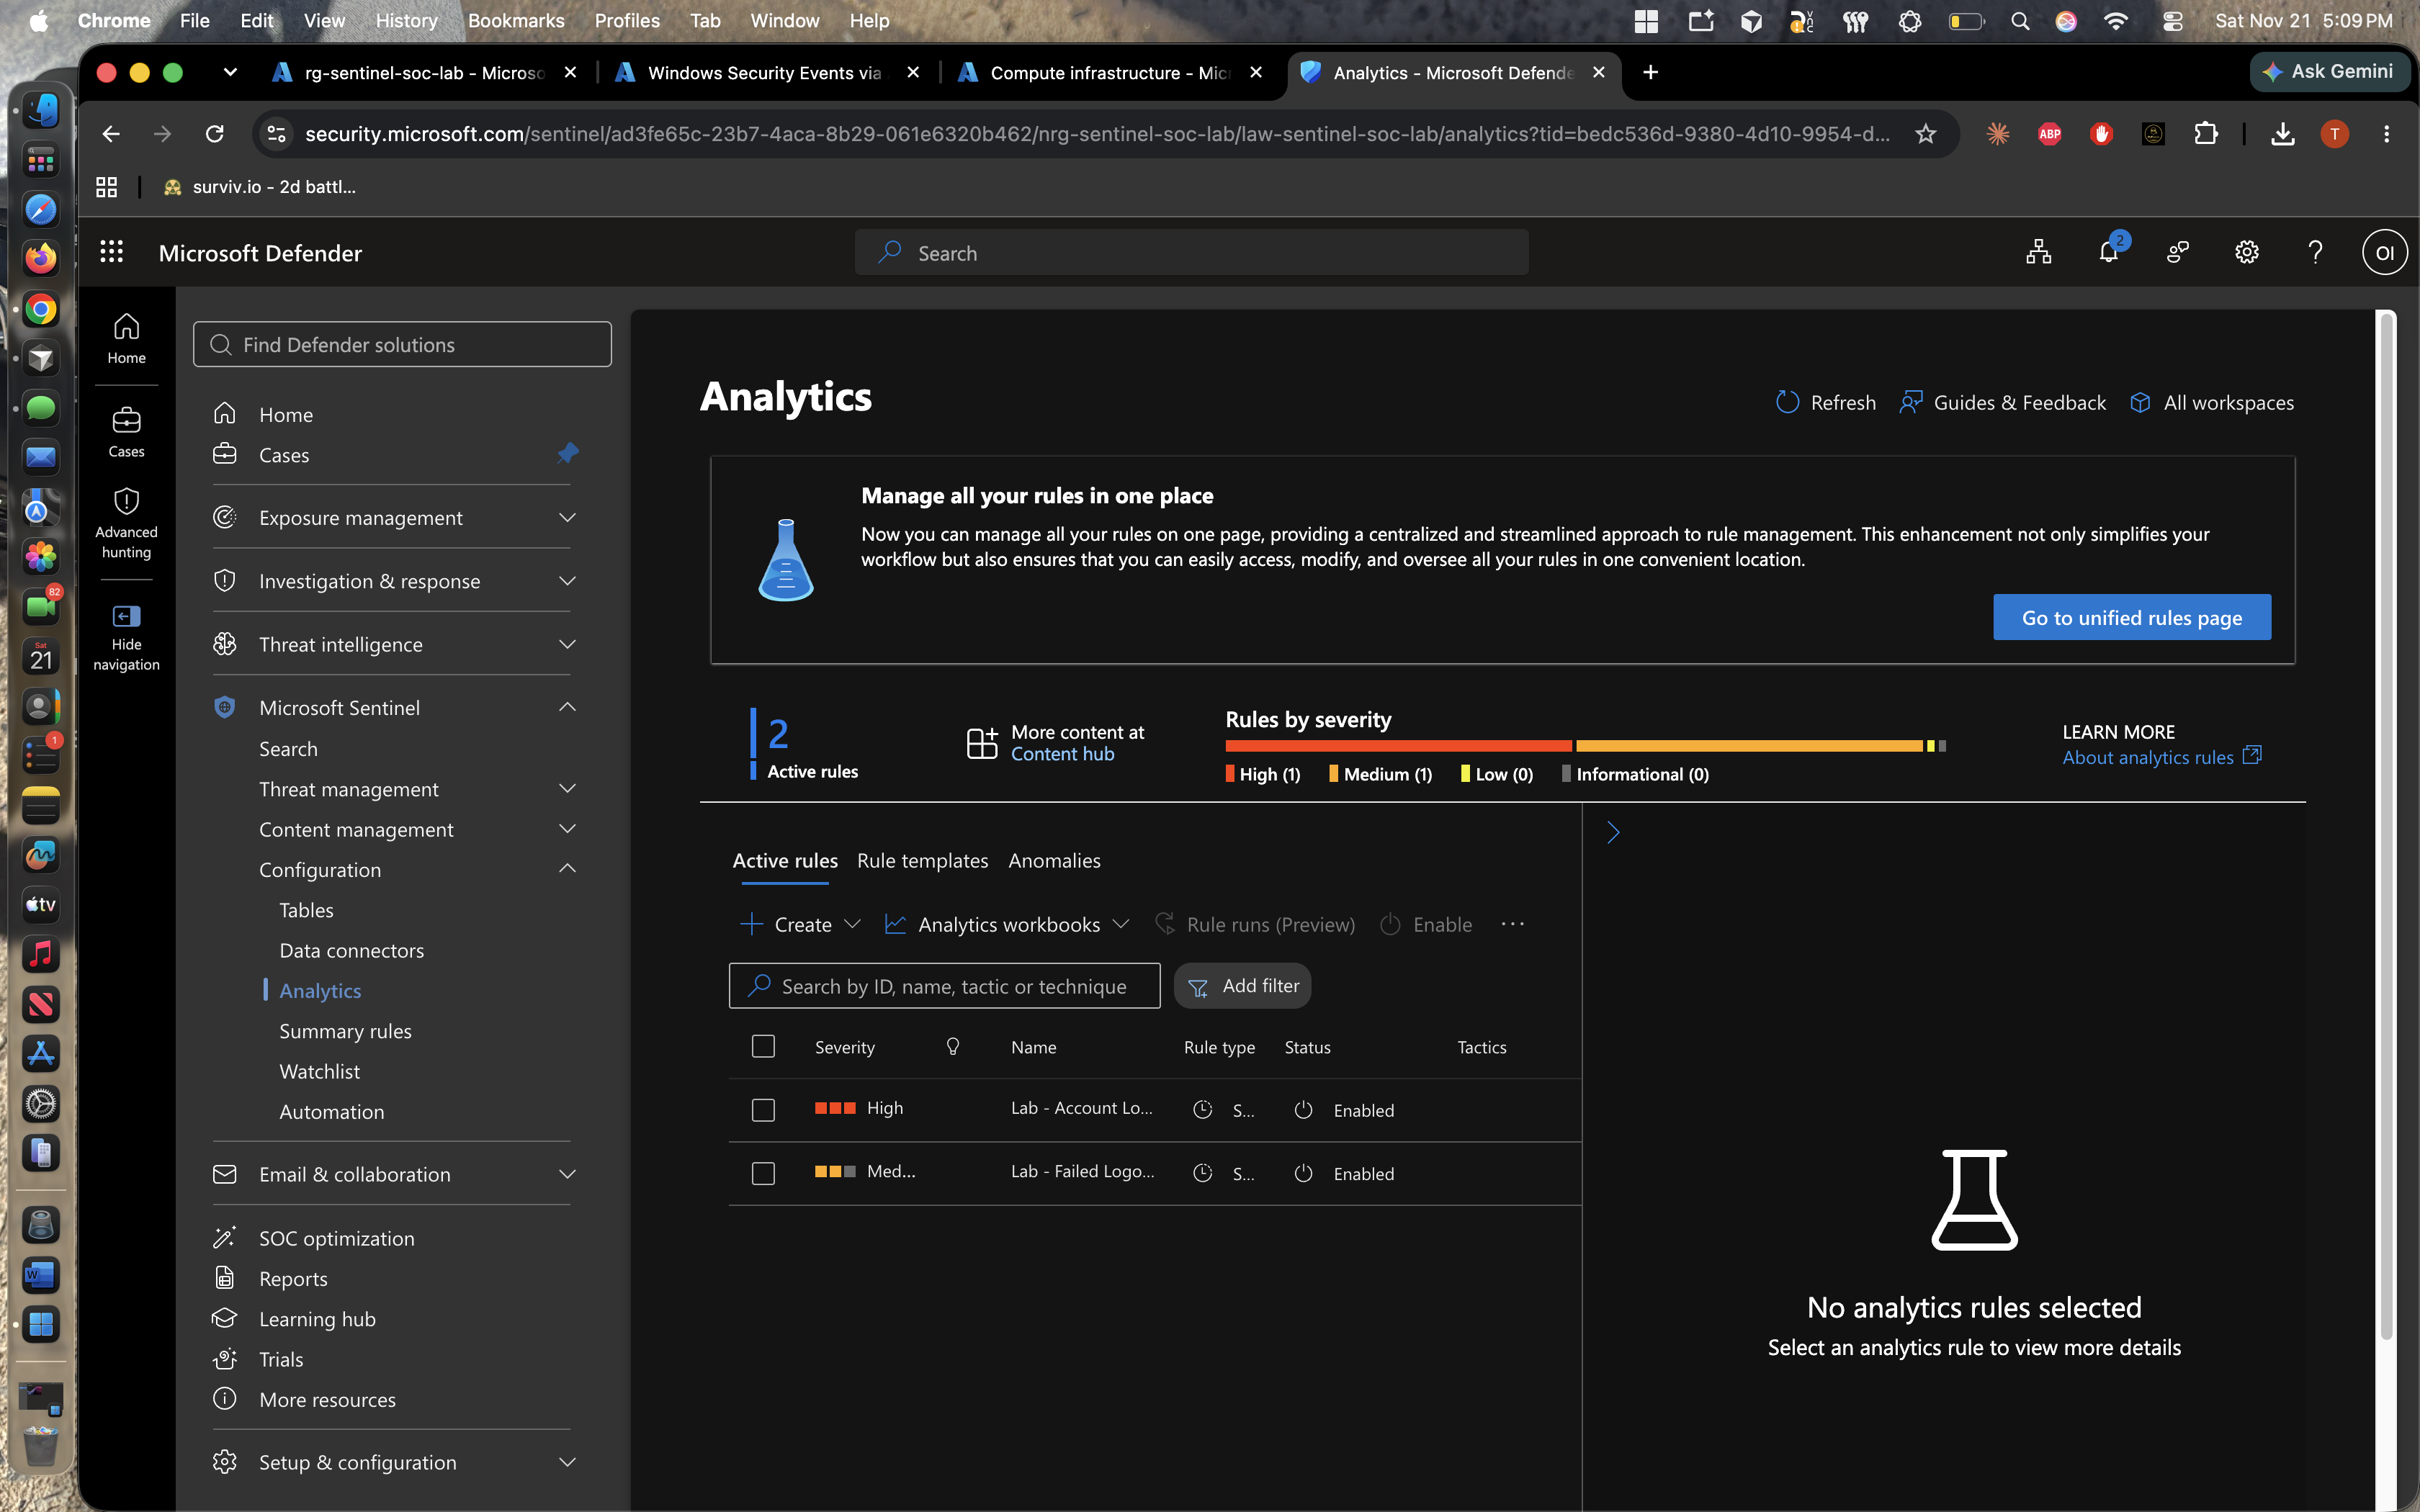 Chrome File Edit View History Bookmarks Profiles Tab Window Help Sat Nov 21 5:09 PM
rg-sentinel-soc-lab - Microso Windows Security Events via Compute infrastructure - Mic Analytics - Microsoft Defende Ask Gemini
security.microsoft.com/sentinel/ad3fe65c-23b7-4aca-8b29-061e6320b462/nrg-sentinel-soc-lab/law-sentinel-soc-lab/analytics?tid=bedc536d-9380-4d10-9954-d... ABP T
surviv.io - 2d battl...
Microsoft Defender Search 2 OI
Home
Cases
Advanced
hunting
Hide
navigation
82
Sat
21
1
tv
W
Find Defender solutions
Home
Cases
Exposure management
Investigation & response
Threat intelligence
Microsoft Sentinel
Search
Threat management
Content management
Configuration
Tables
Data connectors
Analytics
Summary rules
Watchlist
Automation
Email & collaboration
SOC optimization
Reports
Learning hub
Trials
More resources
Setup & configuration
Analytics
Refresh Guides & Feedback All workspaces
Manage all your rules in one place
Now you can manage all your rules on one page, providing a centralized and streamlined approach to rule management. This enhancement not only simplifies your
workflow but also ensures that you can easily access, modify, and oversee all your rules in one convenient location.
Go to unified rules page
2
Active rules
More content at
Content hub
Rules by severity
High (1) Medium (1) Low (0) Informational (0)
LEARN MORE
About analytics rules
Active rules Rule templates Anomalies
Create Analytics workbooks Rule runs (Preview) Enable ...
Search by ID, name, tactic or technique Add filter
Severity Name Rule type Status Tactics
High Lab - Account Lo... S... Enabled
Med... Lab - Failed Logo... S... Enabled
No analytics rules selected
Select an analytics rule to view more details